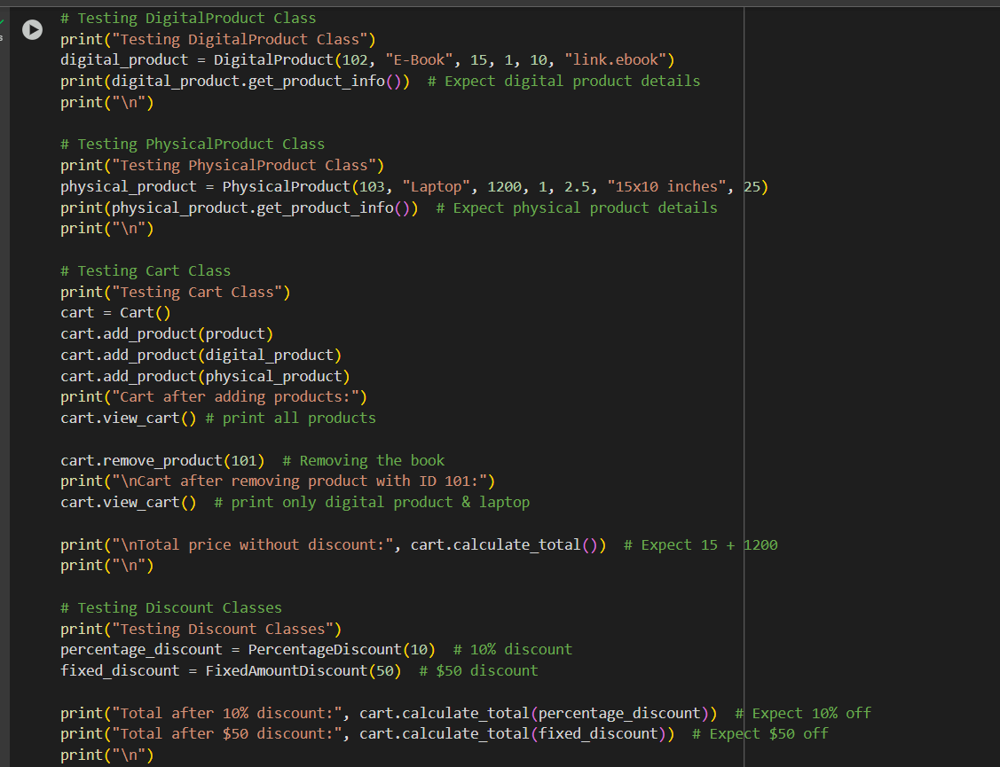 # Testing DigitalProduct Class
print("Testing DigitalProduct Class")
digital_product = DigitalProduct(102, "E-Book", 15, 1, 10, "link.ebook")
print(digital_product.get_product_info())  # Expect digital product details
print("\n")

# Testing PhysicalProduct Class
print("Testing PhysicalProduct Class")
physical_product = PhysicalProduct(103, "Laptop", 1200, 1, 2.5, "15x10 inches", 25)
print(physical_product.get_product_info())  # Expect physical product details
print("\n")

# Testing Cart Class
print("Testing Cart Class")
cart = Cart()
cart.add_product(product)
cart.add_product(digital_product)
cart.add_product(physical_product)
print("Cart after adding products:")
cart.view_cart() # print all products

cart.remove_product(101)  # Removing the book
print("\nCart after removing product with ID 101:")
cart.view_cart()  # print only digital product & laptop

print("\nTotal price without discount:", cart.calculate_total())  # Expect 15 + 1200
print("\n")

# Testing Discount Classes
print("Testing Discount Classes")
percentage_discount = PercentageDiscount(10)  # 10% discount
fixed_discount = FixedAmountDiscount(50)  # $50 discount

print("Total after 10% discount:", cart.calculate_total(percentage_discount))  # Expect 10% off
print("Total after $50 discount:", cart.calculate_total(fixed_discount))  # Expect $50 off
print("\n")